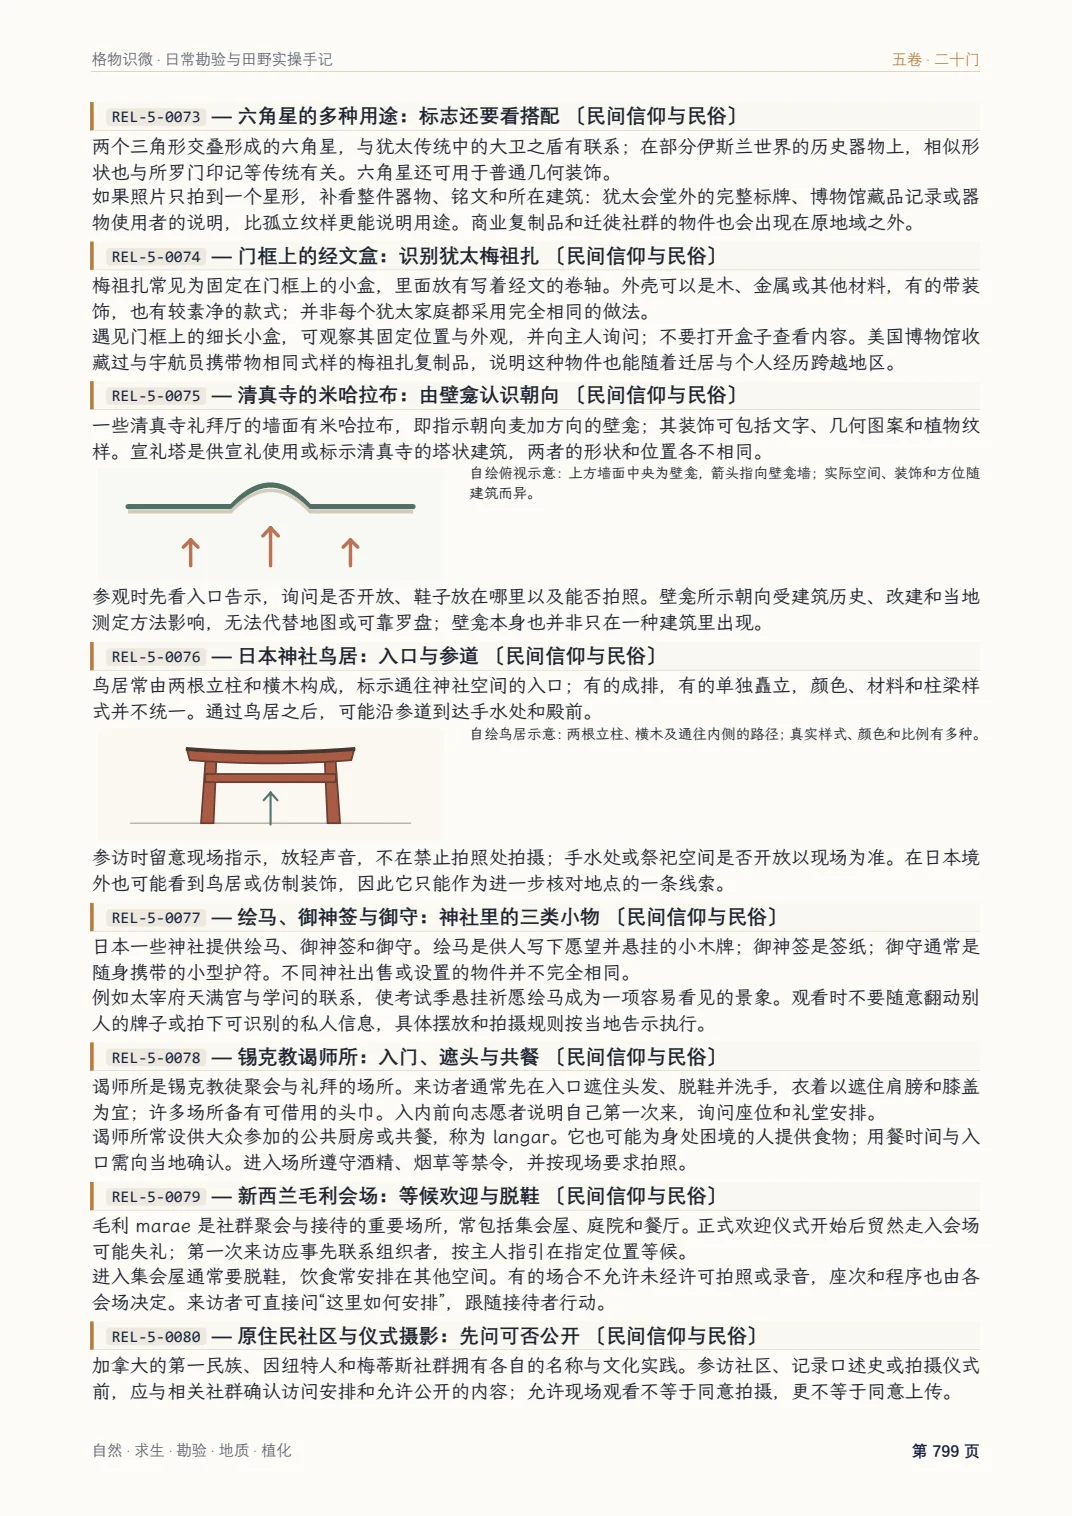 格物识微 · 日常勘验与田野实操手记
五卷 · 二十门
REL-5-0073 — 六角星的多种用途：标志还要看搭配 〔民间信仰与民俗〕
两个三角形交叠形成的六角星，与犹太传统中的大卫之盾有联系；在部分伊斯兰世界的历史器物上，相似形
状也与所罗门印记等传统有关。六角星还可用于普通几何装饰。
如果照片只拍到一个星形，补看整件器物、铭文和所在建筑：犹太会堂外的完整标牌、博物馆藏品记录或器
物使用者的说明，比孤立纹样更能说明用途。商业复制品和迁徙社群的物件也会出现在原地域之外。
REL-5-0074 — 门框上的经文盒：识别犹太梅祖扎 〔民间信仰与民俗〕
梅祖扎常见为固定在门框上的小盒，里面放有写着经文的卷轴。外壳可以是木、金属或其他材料，有的带装
饰，也有较素净的款式；并非每个犹太家庭都采用完全相同的做法。
遇见门框上的细长小盒，可观察其固定位置与外观，并向主人询问；不要打开盒子查看内容。美国博物馆收
藏过与宇航员携带物相同式样的梅祖扎复制品，说明这种物件也能随着迁居与个人经历跨越地区。
REL-5-0075 — 清真寺的米哈拉布：由壁龛认识朝向 〔民间信仰与民俗〕
一些清真寺礼拜厅的墙面有米哈拉布，即指示朝向麦加方向的壁龛；其装饰可包括文字、几何图案和植物纹
样。宣礼塔是供宣礼使用或标示清真寺的塔状建筑，两者的形状和位置各不相同。
自绘俯视示意：上方墙面中央为壁龛，箭头指向壁龛墙；实际空间、装饰和方位随
建筑而异。
参观时先看入口告示，询问是否开放、鞋子放在哪里以及能否拍照。壁龛所示朝向受建筑历史、改建和当地
测定方法影响，无法代替地图或可靠罗盘；壁龛本身也并非只在一种建筑里出现。
REL-5-0076 — 日本神社鸟居：入口与参道 〔民间信仰与民俗〕
鸟居常由两根立柱和横木构成，标示通往神社空间的入口；有的成排，有的单独矗立，颜色、材料和柱梁样
式并不统一。通过鸟居之后，可能沿参道到达手水处和殿前。
自绘鸟居示意：两根立柱、横木及通往内侧的路径；真实样式、颜色和比例有多种。
参访时留意现场指示，放轻声音，不在禁止拍照处拍摄；手水处或祭祀空间是否开放以现场为准。在日本境
外也可能看到鸟居或仿制装饰，因此它只能作为进一步核对地点的一条线索。
REL-5-0077 — 绘马、御神签与御守：神社里的三类小物 〔民间信仰与民俗〕
日本一些神社提供绘马、御神签和御守。绘马是供人写下愿望并悬挂的小木牌；御神签是签纸；御守通常是
随身携带的小型护符。不同神社出售或设置的物件并不完全相同。
例如太宰府天满宫与学问的联系，使考试季悬挂祈愿绘马成为一项容易看见的景象。观看时不要随意翻动别
人的牌子或拍下可识别的私人信息，具体摆放和拍摄规则按当地告示执行。
REL-5-0078 — 锡克教谒师所：入门、遮头与共餐 〔民间信仰与民俗〕
谒师所是锡克教徒聚会与礼拜的场所。来访者通常先在入口遮住头发、脱鞋并洗手，衣着以遮住肩膀和膝盖
为宜；许多场所备有可借用的头巾。入内前向志愿者说明自己第一次来，询问座位和礼堂安排。
谒师所常设供大众参加的公共厨房或共餐，称为 langar。它也可能为身处困境的人提供食物；用餐时间与入
口需向当地确认。进入场所遵守酒精、烟草等禁令，并按现场要求拍照。
REL-5-0079 — 新西兰毛利会场：等候欢迎与脱鞋 〔民间信仰与民俗〕
毛利 marae 是社群聚会与接待的重要场所，常包括集会屋、庭院和餐厅。正式欢迎仪式开始后贸然走入会场
可能失礼；第一次来访应事先联系组织者，按主人指引在指定位置等候。
进入集会屋通常要脱鞋，饮食常安排在其他空间。有的场合不允许未经许可拍照或录音，座次和程序也由各
会场决定。来访者可直接问“这里如何安排”，跟随接待者行动。
REL-5-0080 — 原住民社区与仪式摄影：先问可否公开 〔民间信仰与民俗〕
加拿大的第一民族、因纽特人和梅蒂斯社群拥有各自的名称与文化实践。参访社区、记录口述史或拍摄仪式
前，应与相关社群确认访问安排和允许公开的内容；允许现场观看不等于同意拍摄，更不等于同意上传。
自然 · 求生 · 勘验 · 地质 · 植化
第 799 页